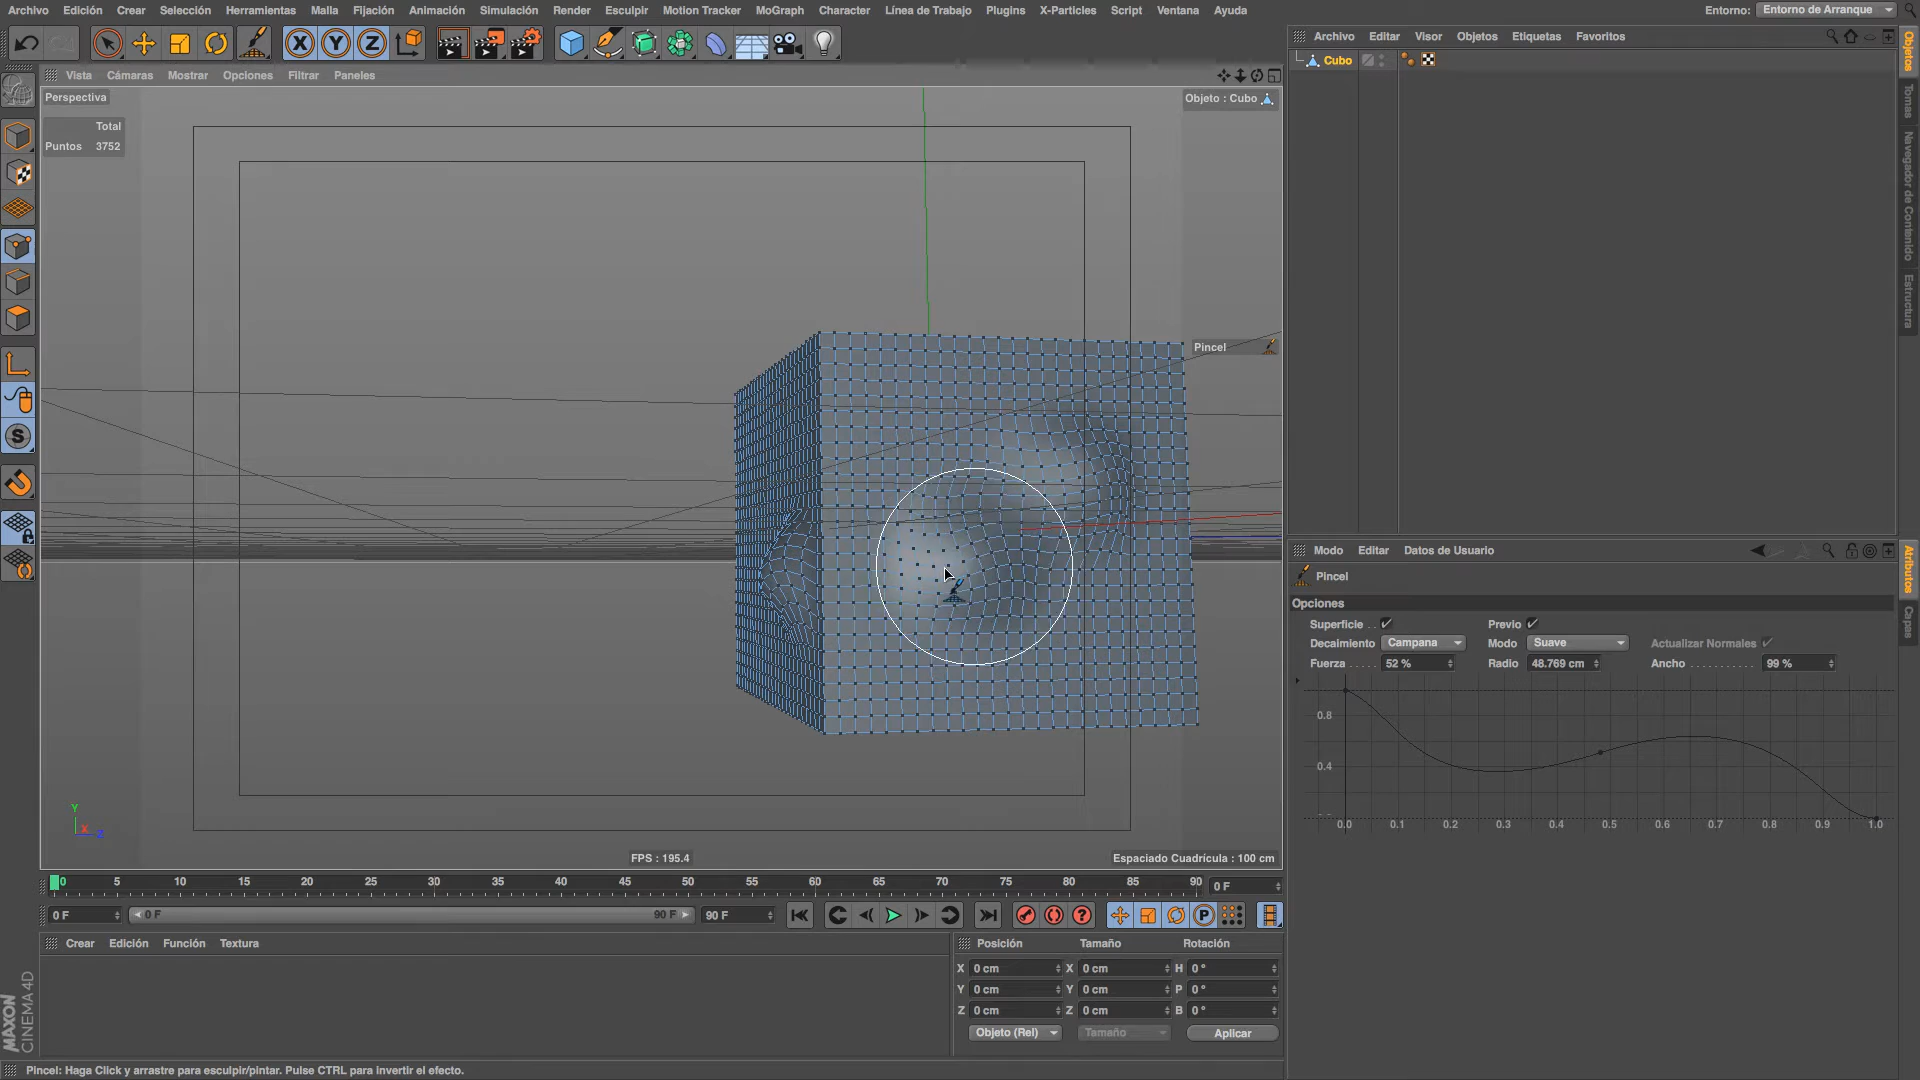 Archivo Edición Crear Selección Herramientas Malla Fijación Animación Simulación Render Esculpir Motion Tracker MoGraph Character Línea de Trabajo Plugins X-Particles Script Ventana Ayuda Entorno: Entorno de Arranque
X Y Z
Archivo Editar Visor Objetos Etiquetas Favoritos
Cubo
Objetos
Tomas
Navegador de Contenido
Estructura
Vista Cámaras Mostrar Opciones Filtrar Paneles
Perspectiva
Objeto : Cubo
Total
Puntos 3752
Pincel
S
Y
X
Z
FPS : 195.4
Espaciado Cuadrícula : 100 cm
Modo Editar Datos de Usuario
Pincel
Opciones
Superficie Previo
Decaimiento Campana Modo Suave Actualizar Normales
Fuerza 52 % Radio 48.769 cm Ancho 99 %
0.8
0.4
0.0 0.1 0.2 0.3 0.4 0.5 0.6 0.7 0.8 0.9 1.0
Atributos
Capas
0 5 10 15 20 25 30 35 40 45 50 55 60 65 70 75 80 85 90 0 F
0 F 0 F 90 F 90 F
P
Crear Edición Función Textura
Posición Tamaño Rotación
X 0 cm X 0 cm H 0 °
Y 0 cm Y 0 cm P 0 °
Z 0 cm Z 0 cm B 0 °
Objeto (Rel) Tamaño Aplicar
MAXON
CINEMA 4D
Pincel: Haga Click y arrastre para esculpir/pintar. Pulse CTRL para invertir el efecto.